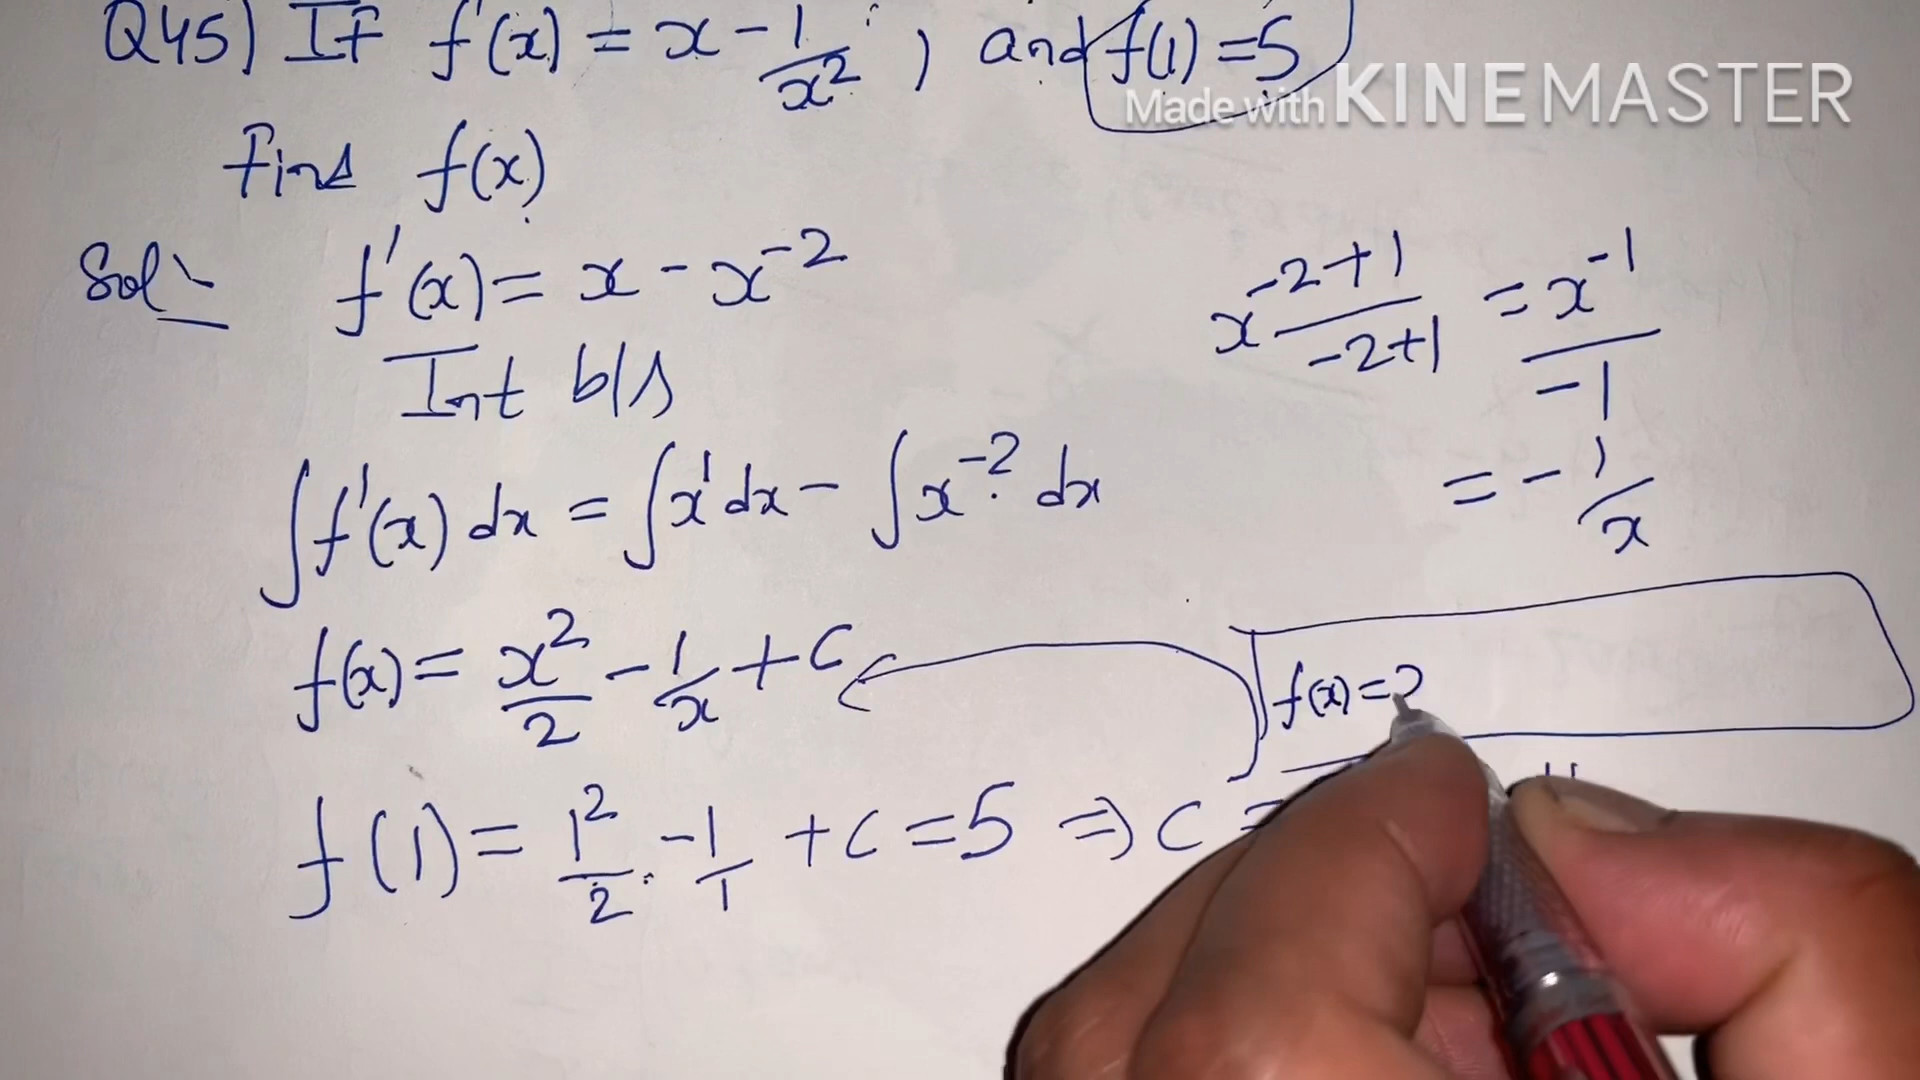 Q45) If f'(x) = x - 1/x², and f(1) = 5
Made with KINEMASTER
Find f(x)
Sol:- f'(x) = x - x⁻²
Int b/s
∫f'(x) dx = ∫x¹ dx - ∫x⁻² dx
f(x) = x²/2 - 1/x + C
f(1) = 1²/2 - 1/1 + C = 5 ⇒ C =
x⁻²⁺¹/-2+1 = x⁻¹/-1
= -1/x
f(x) =